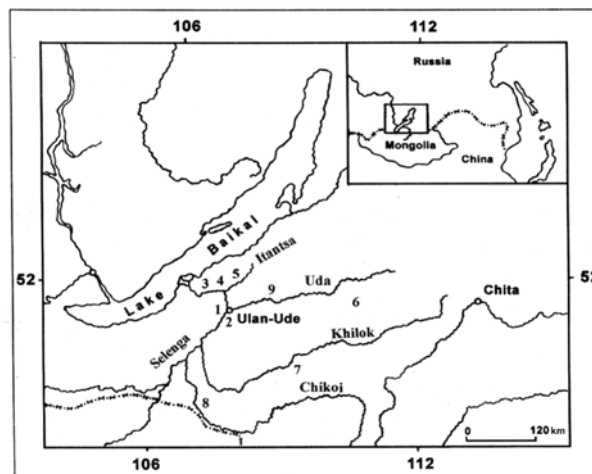 106
112
Russia
Mongolia
China
Lake Baikal
Itantsa
52
52
3
4
5
Uda
9
6
Chita
1
2
Ulan-Ude
Khilok
Selenga
7
8
Chikoi
0
120 km
106
112